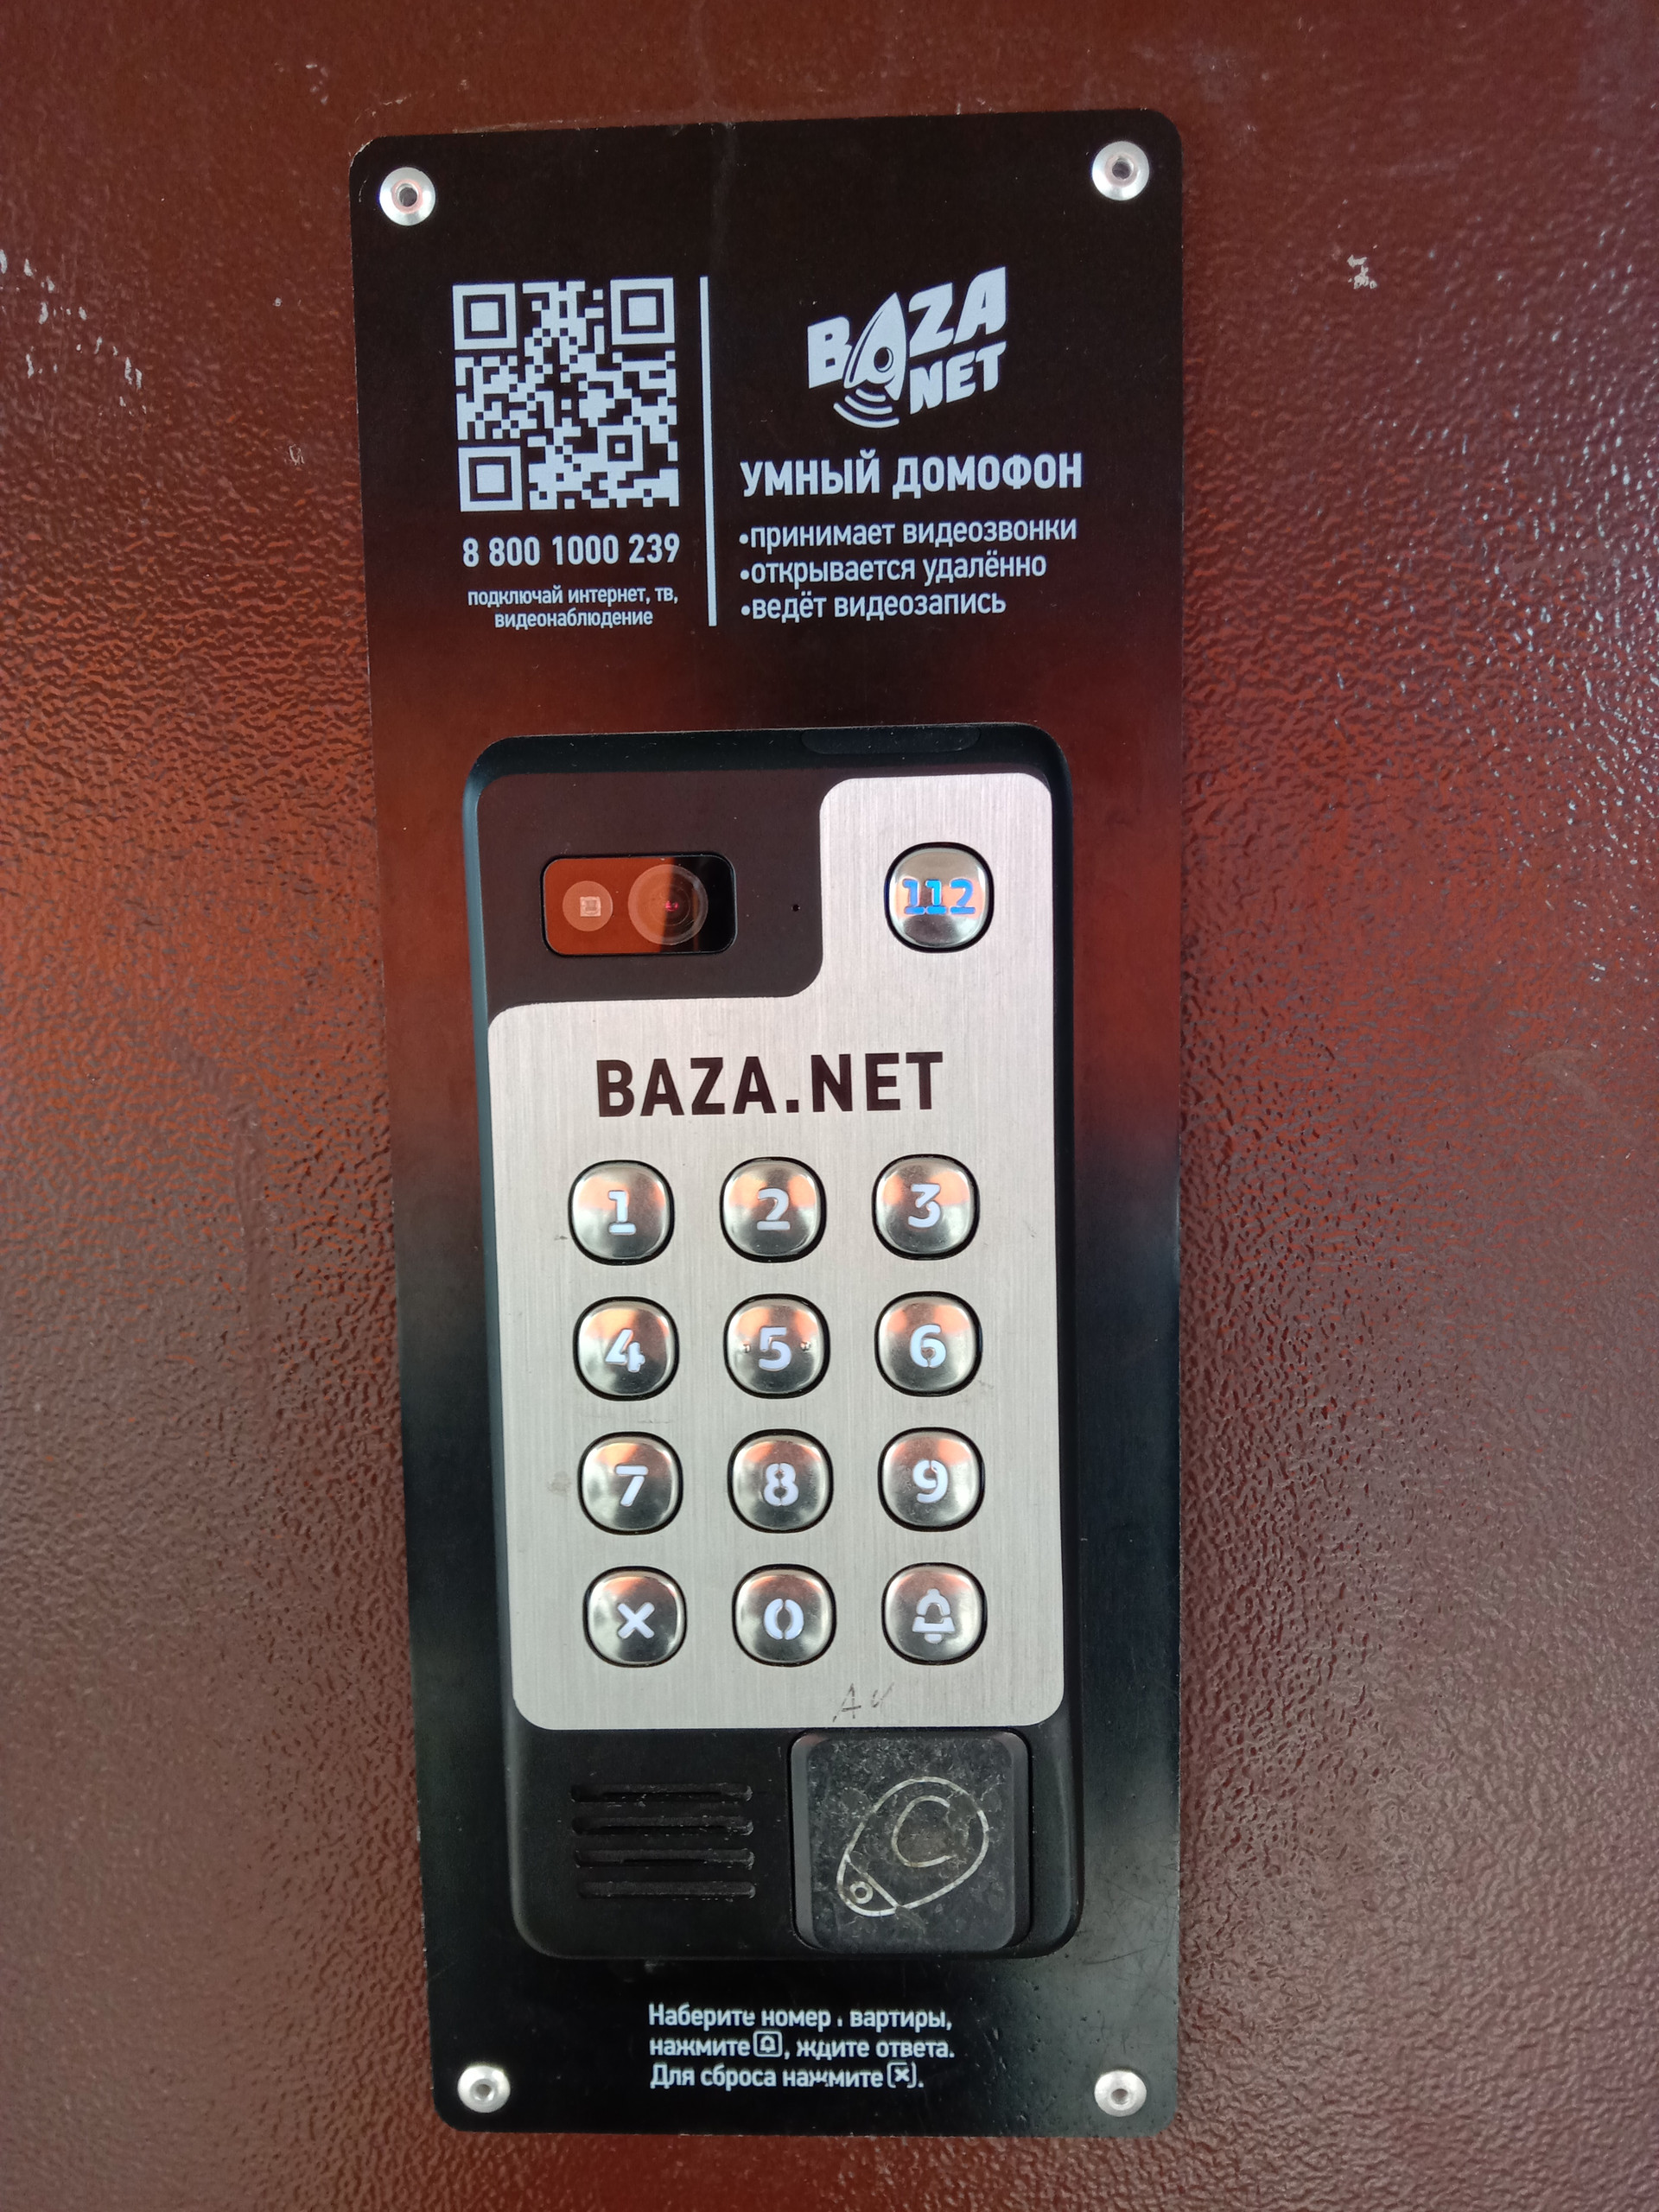 8 800 1000 239
подключай интернет, тв,
видеонаблюдение
BAZA
NET
УМНЫЙ ДОМОФОН
•принимает видеозвонки
•открывается удалённо
•ведёт видеозапись
112
BAZA.NET
1 2 3
4 5 6
7 8 9
X 0
Наберите номер вартиры,
нажмите, ждите ответа.
Для сброса нажмите [x].